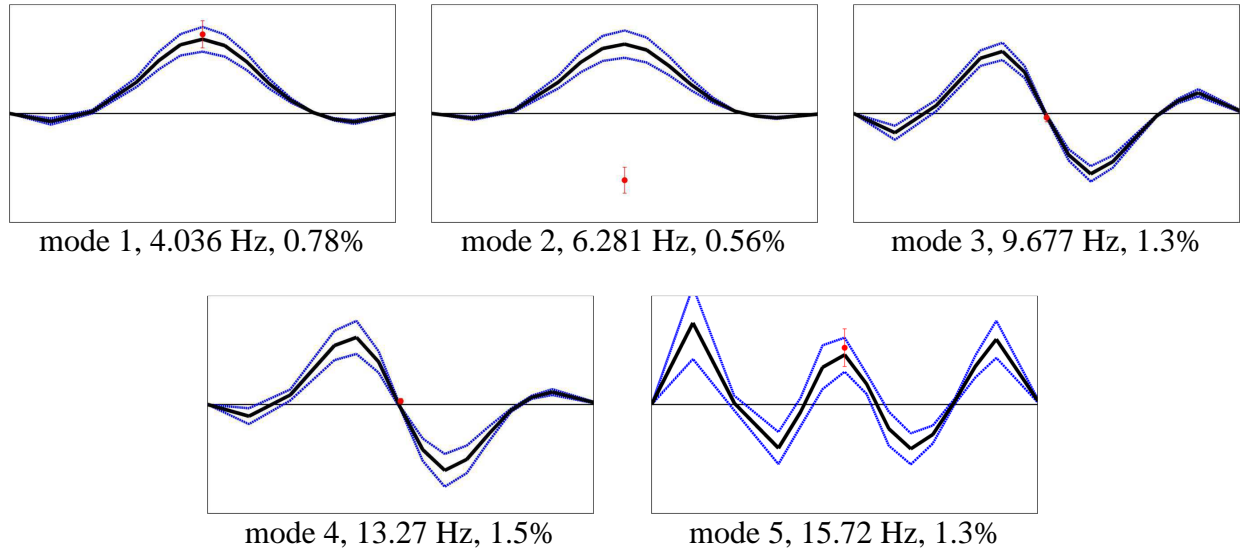 mode 1, 4.036 Hz, 0.78%
mode 2, 6.281 Hz, 0.56%
mode 3, 9.677 Hz, 1.3%
mode 4, 13.27 Hz, 1.5%
mode 5, 15.72 Hz, 1.3%